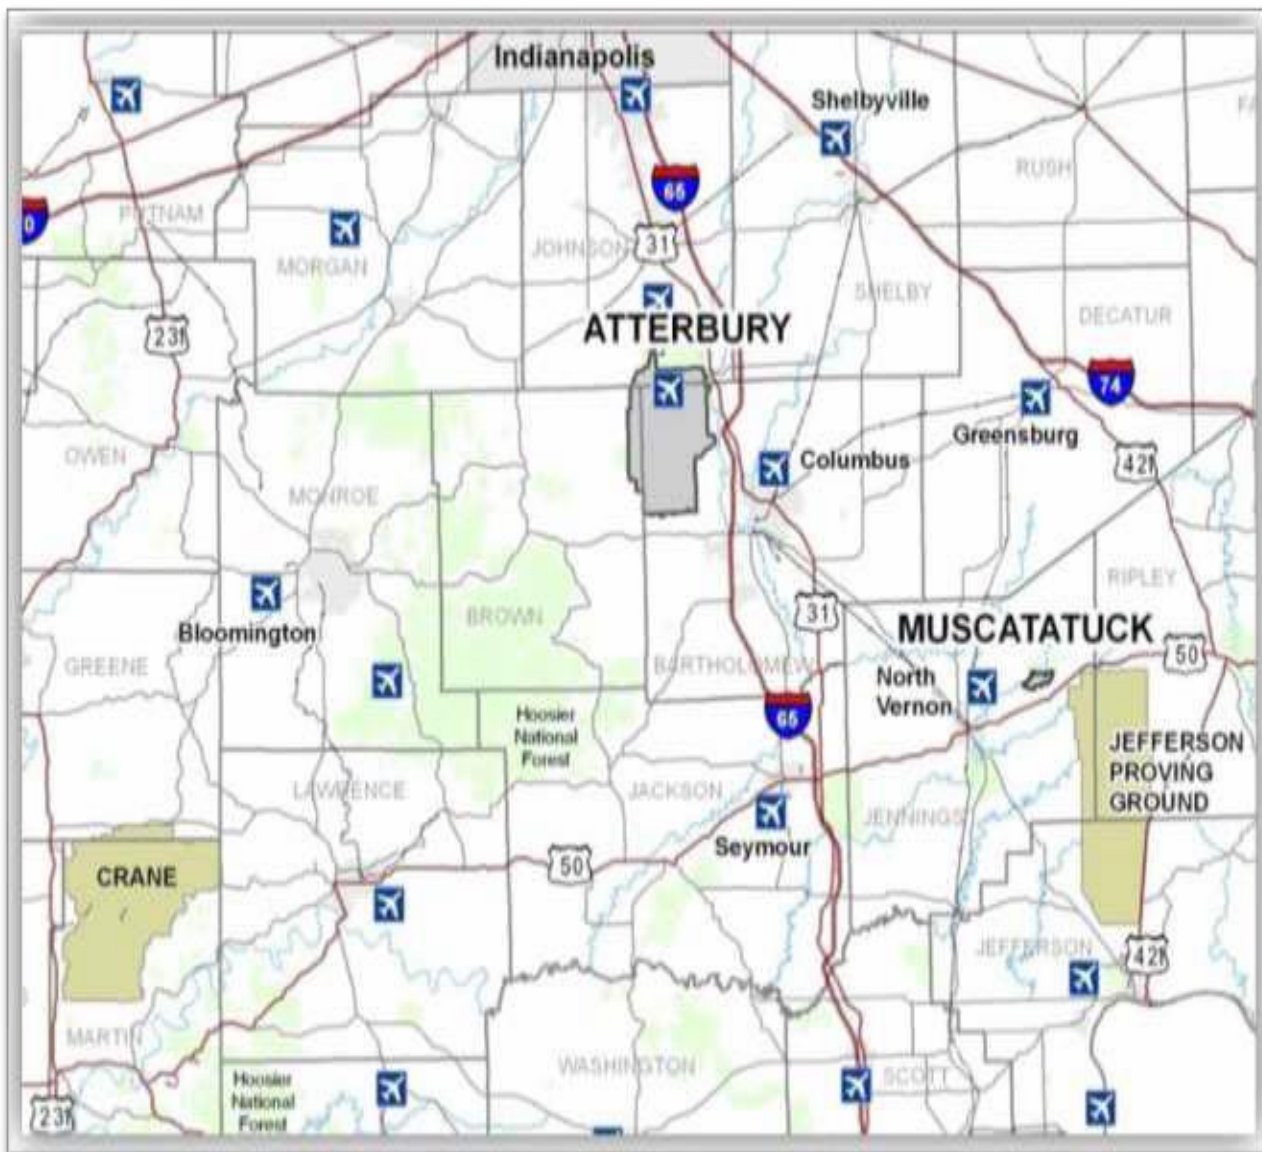 Indianapolis
Shelbyville
RUSH
65
PUTNAM
0
31
JOHNSON
MORGAN
SHELBY
DECATUR
ATTERBURY
231
74
Greensburg
OWEN
Columbus
421
MONROE
RIPLEY
Bloomington
BROWN
31
MUSCATATUCK
GREENE
BARTHOLOMEW
50
North
Vernon
65
Hoosier
National
Forest
JEFFERSON
PROVING
GROUND
LAWRENCE
JACKSON
JENNINGS
Seymour
50
CRANE
JEFFERSON
421
MARTIN
WASHINGTON
SCOTT
Hoosier
National
Forest
231